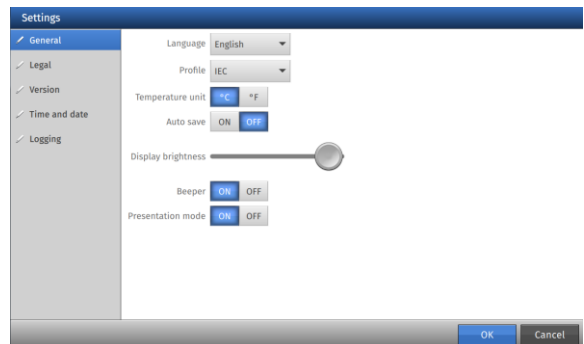 Settings
General
Legal
Version
Time and date
Logging
Language English
Profile IEC
Temperature unit °C °F
Auto save ON OFF
Display brightness
Beeper ON OFF
Presentation mode ON OFF
OK Cancel